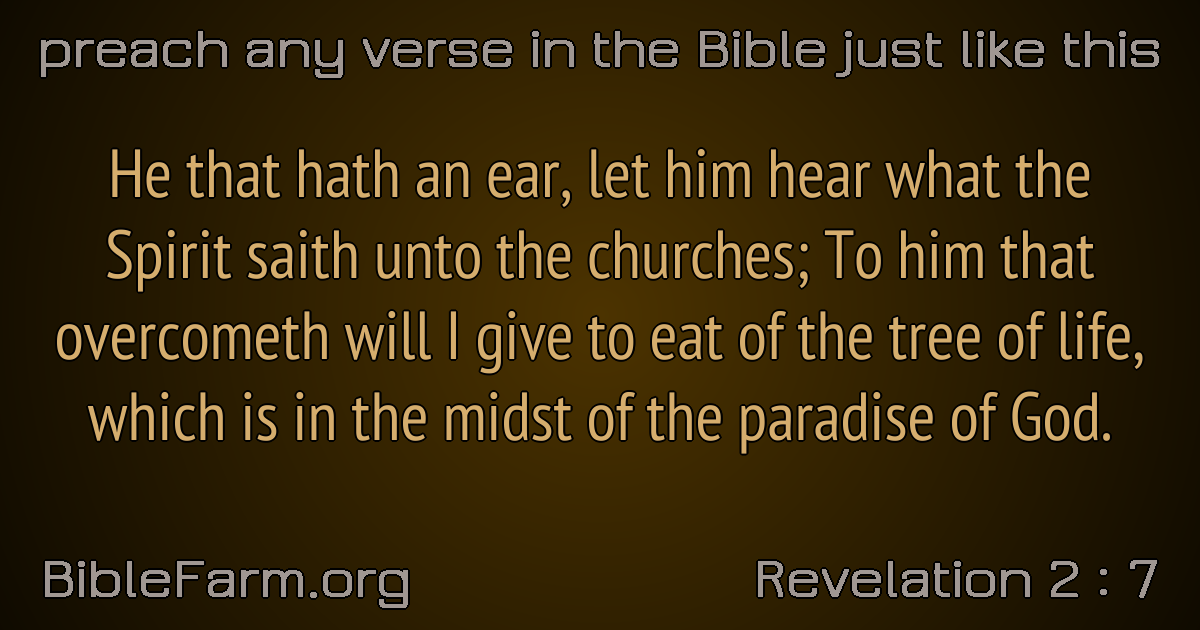 preach any verse in the Bible just like this
He that hath an ear, let him hear what the
Spirit saith unto the churches; To him that
overcometh will I give to eat of the tree of life,
which is in the midst of the paradise of God.
BibleFarm.org
Revelation 2 : 7